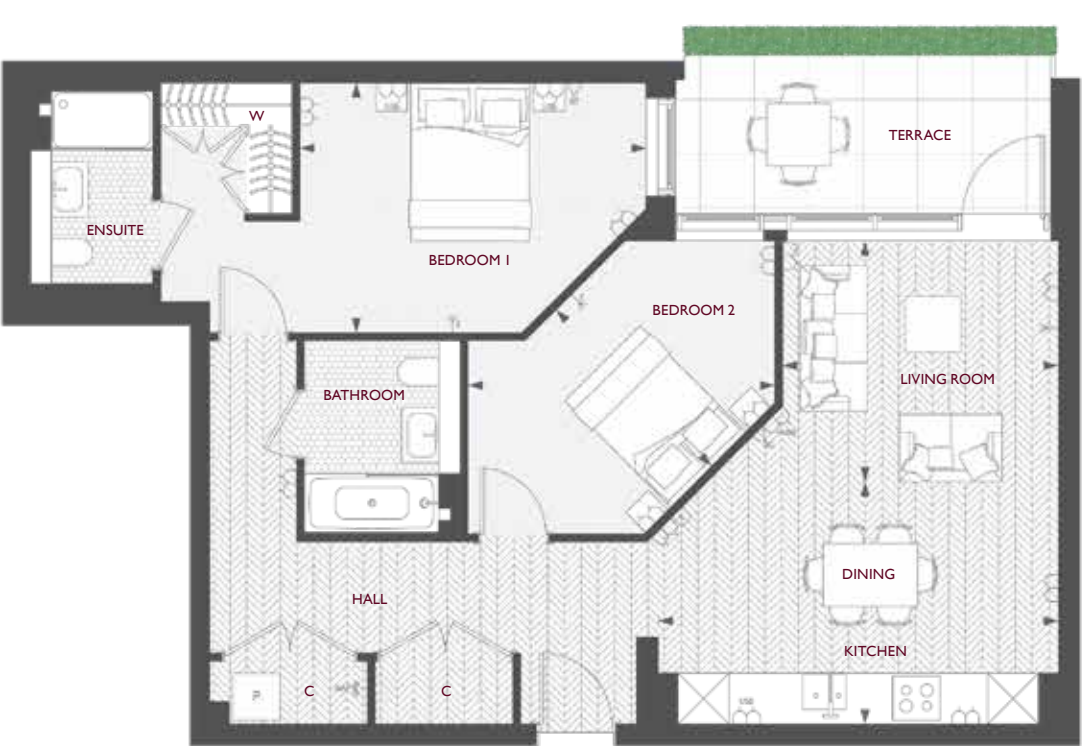 W
TERRACE
ENSUITE
BEDROOM 1
BEDROOM 2
LIVING ROOM
BATHROOM
DINING
HALL
KITCHEN
C
C